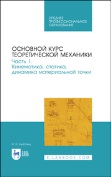 СРЕДНЕЕ
ПРОФЕССИОНАЛЬНОЕ
ОБРАЗОВАНИЕ
ОСНОВНОЙ КУРС
ТЕОРЕТИЧЕСКОЙ МЕХАНИКИ
Часть 1
Кинематика, статика,
динамика материальной точки